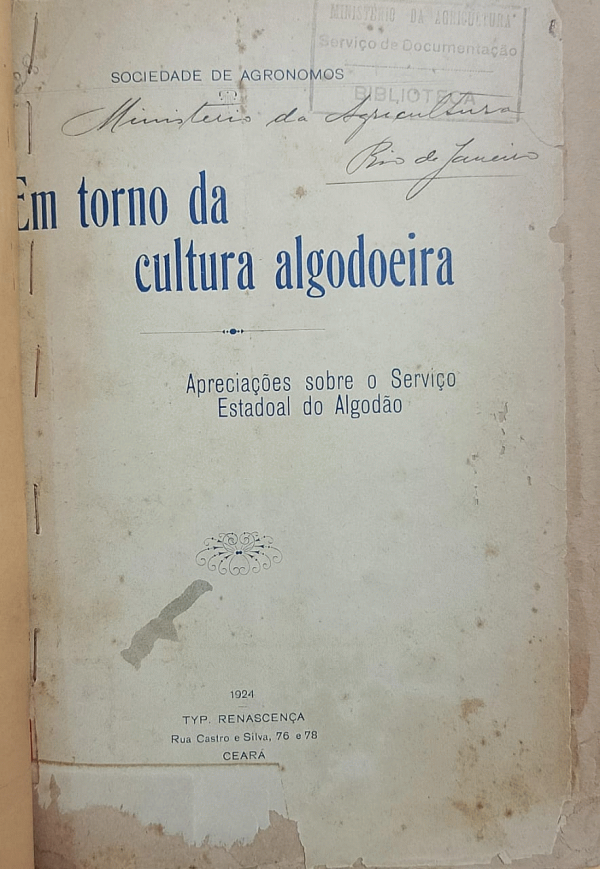 MINISTÉRIO DA AGRICULTURA
Serviço de Documentação
BIBLIOTECA
SOCIEDADE DE AGRONOMOS
Ministerio da Agricultura
Rio de Janeiro
Em torno da
cultura algodoeira
Apreciações sobre o Serviço
Estadoal do Algodão
1924
TYP. RENASCENÇA
Rua Castro e Silva, 76 e 78
CEARÁ